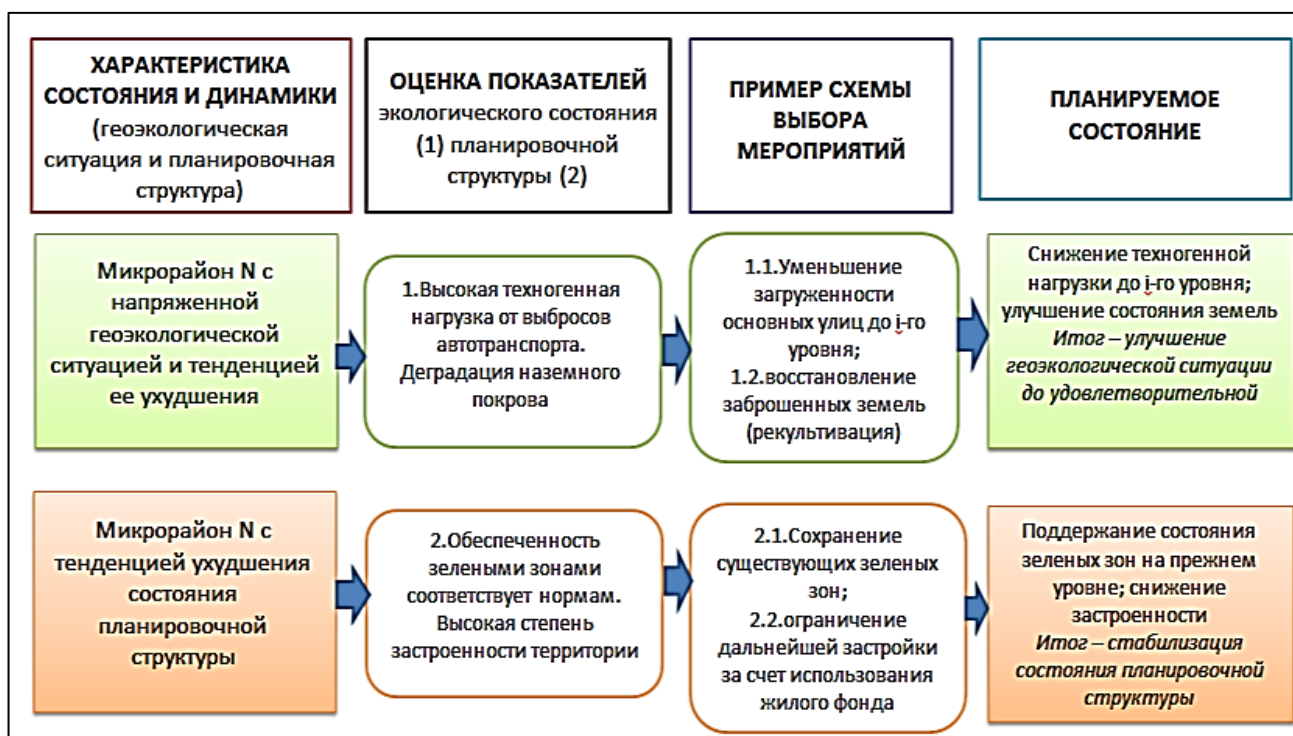 ХАРАКТЕРИСТИКА
СОСТОЯНИЯ И ДИНАМИКИ
(геоэкологическая
ситуация и планировочная
структура)
ОЦЕНКА ПОКАЗАТЕЛЕЙ
экологического состояния
(1) планировочной
структуры (2)
ПРИМЕР СХЕМЫ
ВЫБОРА
МЕРОПРИЯТИЙ
ПЛАНИРУЕМОЕ
СОСТОЯНИЕ
Микрорайон N с
напряженной
геоэкологической
ситуацией и тенденцией
ее ухудшения
1.Высокая техногенная
нагрузка от выбросов
автотранспорта.
Деградация наземного
покрова
1.1.Уменьшение
загруженности
основных улиц до i-го
уровня;
1.2.восстановление
заброшенных земель
(рекультивация)
Снижение техногенной
нагрузки до i-го уровня;
улучшение состояния земель
Итог – улучшение
геоэкологической ситуации
до удовлетворительной
Микрорайон N с
тенденцией ухудшения
состояния
планировочной
структуры
2.Обеспеченность
зелеными зонами
соответствует нормам.
Высокая степень
застроенности территории
2.1.Сохранение
существующих зеленых
зон;
2.2.ограничение
дальнейшей застройки
за счет использования
жилого фонда
Поддержание состояния
зеленых зон на прежнем
уровне; снижение
застроенности
Итог – стабилизация
состояния планировочной
структуры